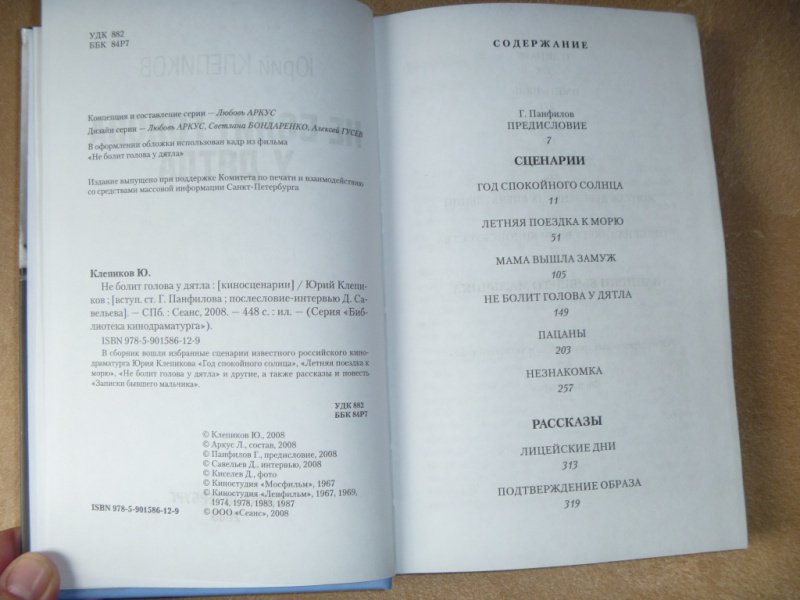 УДК 882
ББК 84Р7
Концепция и составление серии — Любовь АРКУС
Дизайн серии — Любовь АРКУС, Светлана БОНДАРЕНКО, Алексей ГУСЕВ
В оформлении обложки использован кадр из фильма
«Не болит голова у дятла»
Издание выпущено при поддержке Комитета по печати и взаимодействию
со средствами массовой информации Санкт-Петербурга
Клепиков Ю.
Не болит голова у дятла : [киносценарии] / Юрий Клепи-
ков ; [вступ. ст. Г. Панфилова ; послесловие-интервью Д. Са-
вельева]. — СПб. : Сеанс, 2008. — 448 с. : ил. — (Серия «Биб-
лиотека кинодраматурга»).
ISBN 978-5-901586-12-9
В сборник вошли избранные сценарии известного российского кино-
драматурга Юрия Клепикова «Год спокойного солнца», «Летняя поездка к
морю», «Не болит голова у дятла» и другие, а также рассказы и повесть
«Записки бывшего мальчика».
УДК 882
ББК 84Р7
© Клепиков Ю., 2008
© Аркус Л., состав, 2008
© Панфилов Г., предисловие, 2008
© Савельев Д., интервью, 2008
© Киселев Д., фото
© Киностудия «Мосфильм», 1967
© Киностудия «Ленфильм», 1967, 1969,
1974, 1978, 1983, 1987
ISBN 978-5-901586-12-9
© ООО «Сеанс», 2008
СОДЕРЖАНИЕ
Г. Панфилов
ПРЕДИСЛОВИЕ
7
СЦЕНАРИИ
ГОД СПОКОЙНОГО СОЛНЦА
11
ЛЕТНЯЯ ПОЕЗДКА К МОРЮ
51
МАМА ВЫШЛА ЗАМУЖ
105
НЕ БОЛИТ ГОЛОВА У ДЯТЛА
149
ПАЦАНЫ
203
НЕЗНАКОМКА
257
РАССКАЗЫ
ЛИЦЕЙСКИЕ ДНИ
313
ПОДТВЕРЖДЕНИЕ ОБРАЗА
319